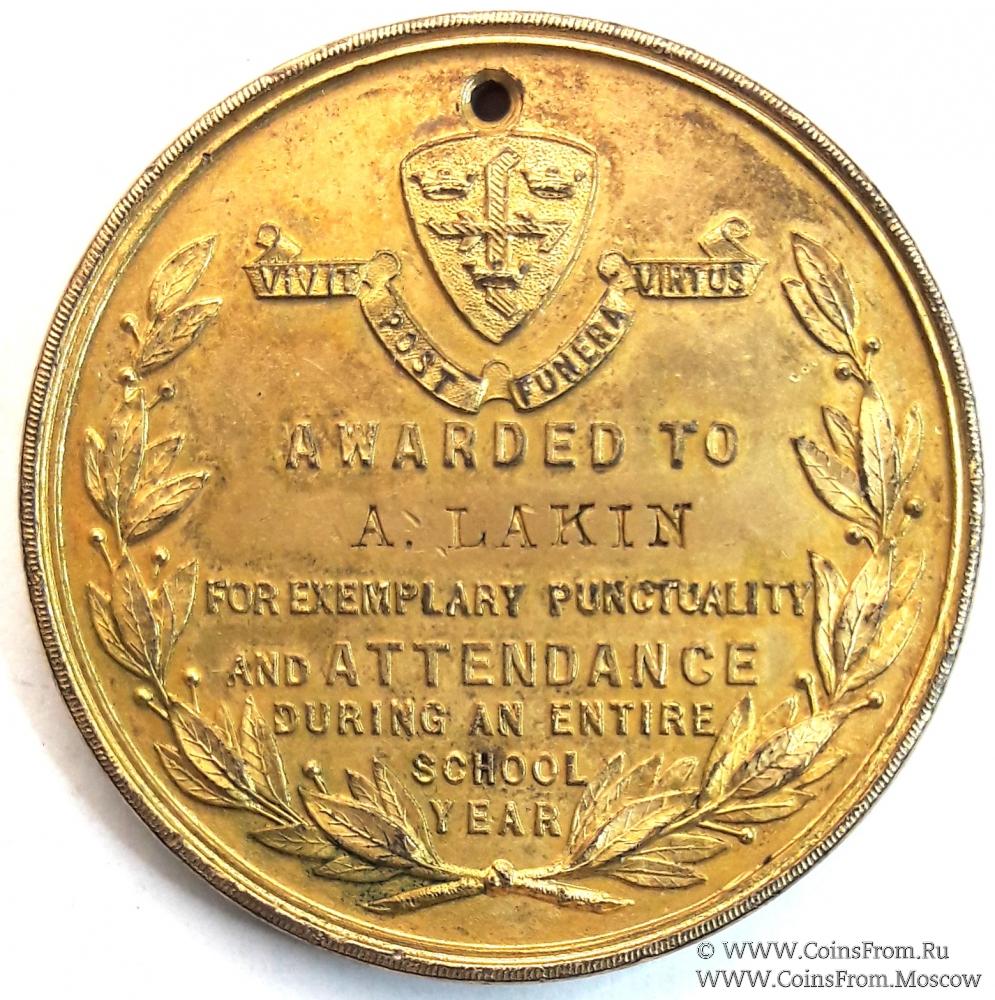 VIVIT POST FUNERA VIRTUS
AWARDED TO
A. LAKIN
FOR EXEMPLARY PUNCTUALITY
AND ATTENDANCE
DURING AN ENTIRE
SCHOOL
YEAR
© WWW.CoinsFrom.Ru
WWW.CoinsFrom.Moscow